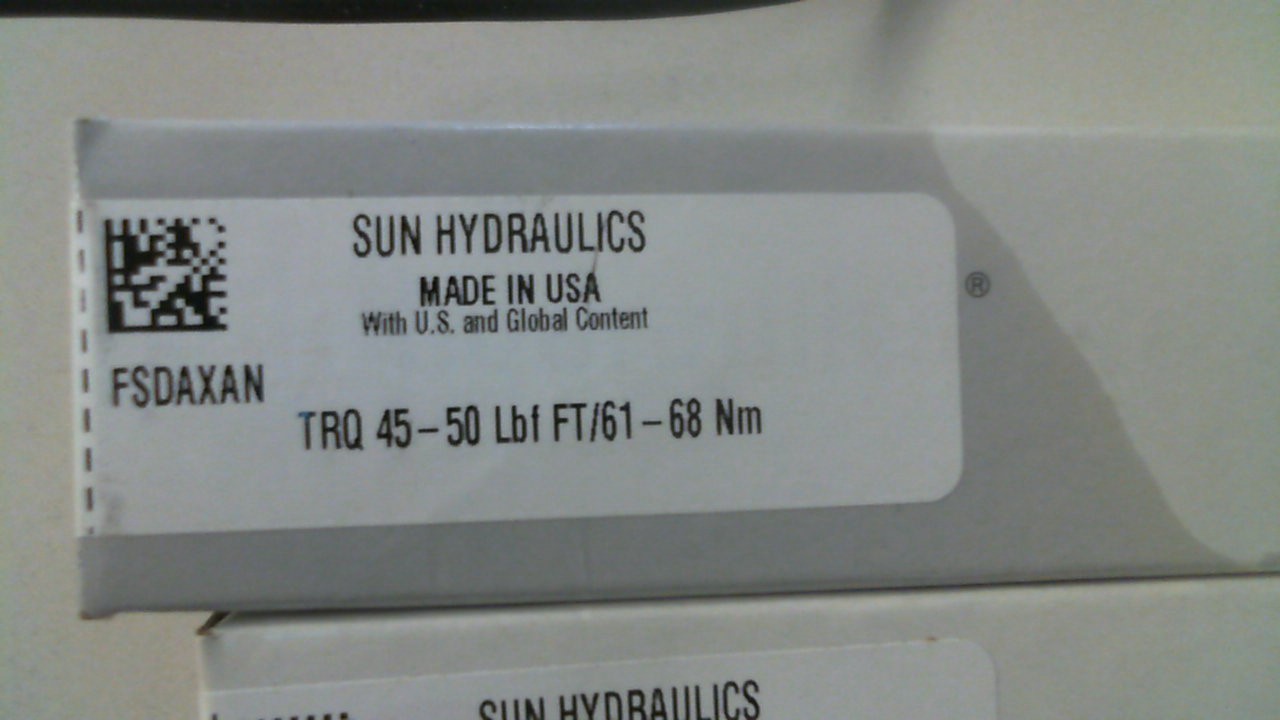 SUN HYDRAULICS
MADE IN USA
With U.S. and Global Content
®
FSDAXAN
TRQ 45-50 Lbf FT/61-68 Nm
SUN HYDRAULICS